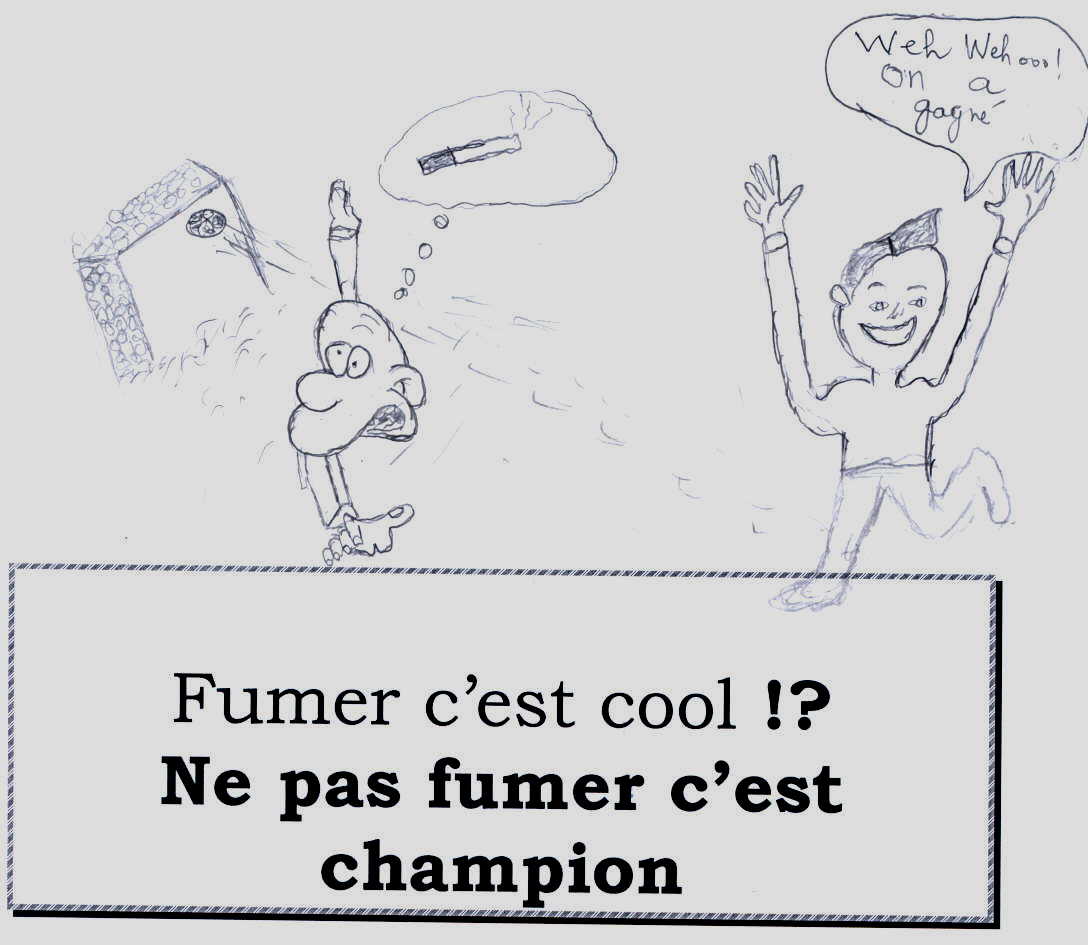 Weh Wehooo!
on a
gagné
Fumer c’est cool !?
Ne pas fumer c’est
champion